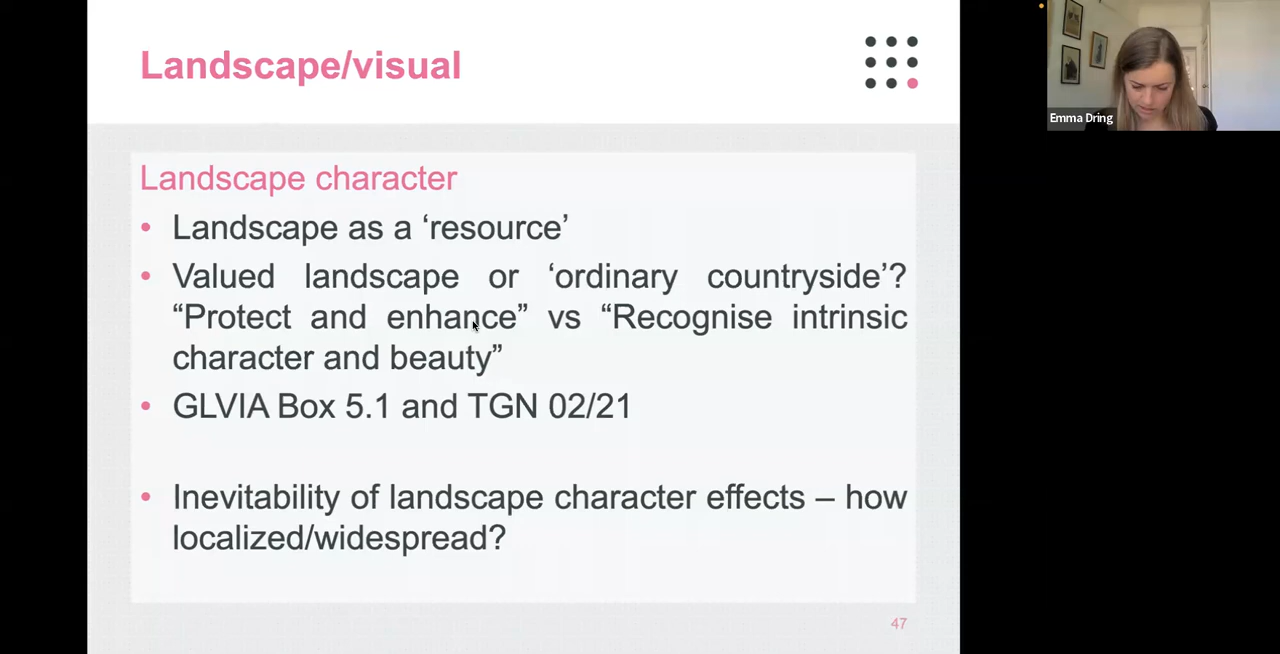 Landscape/visual
Emma Dring
Landscape character
• Landscape as a ‘resource’
• Valued landscape or ‘ordinary countryside’?
“Protect and enhance” vs “Recognise intrinsic
character and beauty”
• GLVIA Box 5.1 and TGN 02/21
• Inevitability of landscape character effects – how
localized/widespread?
47